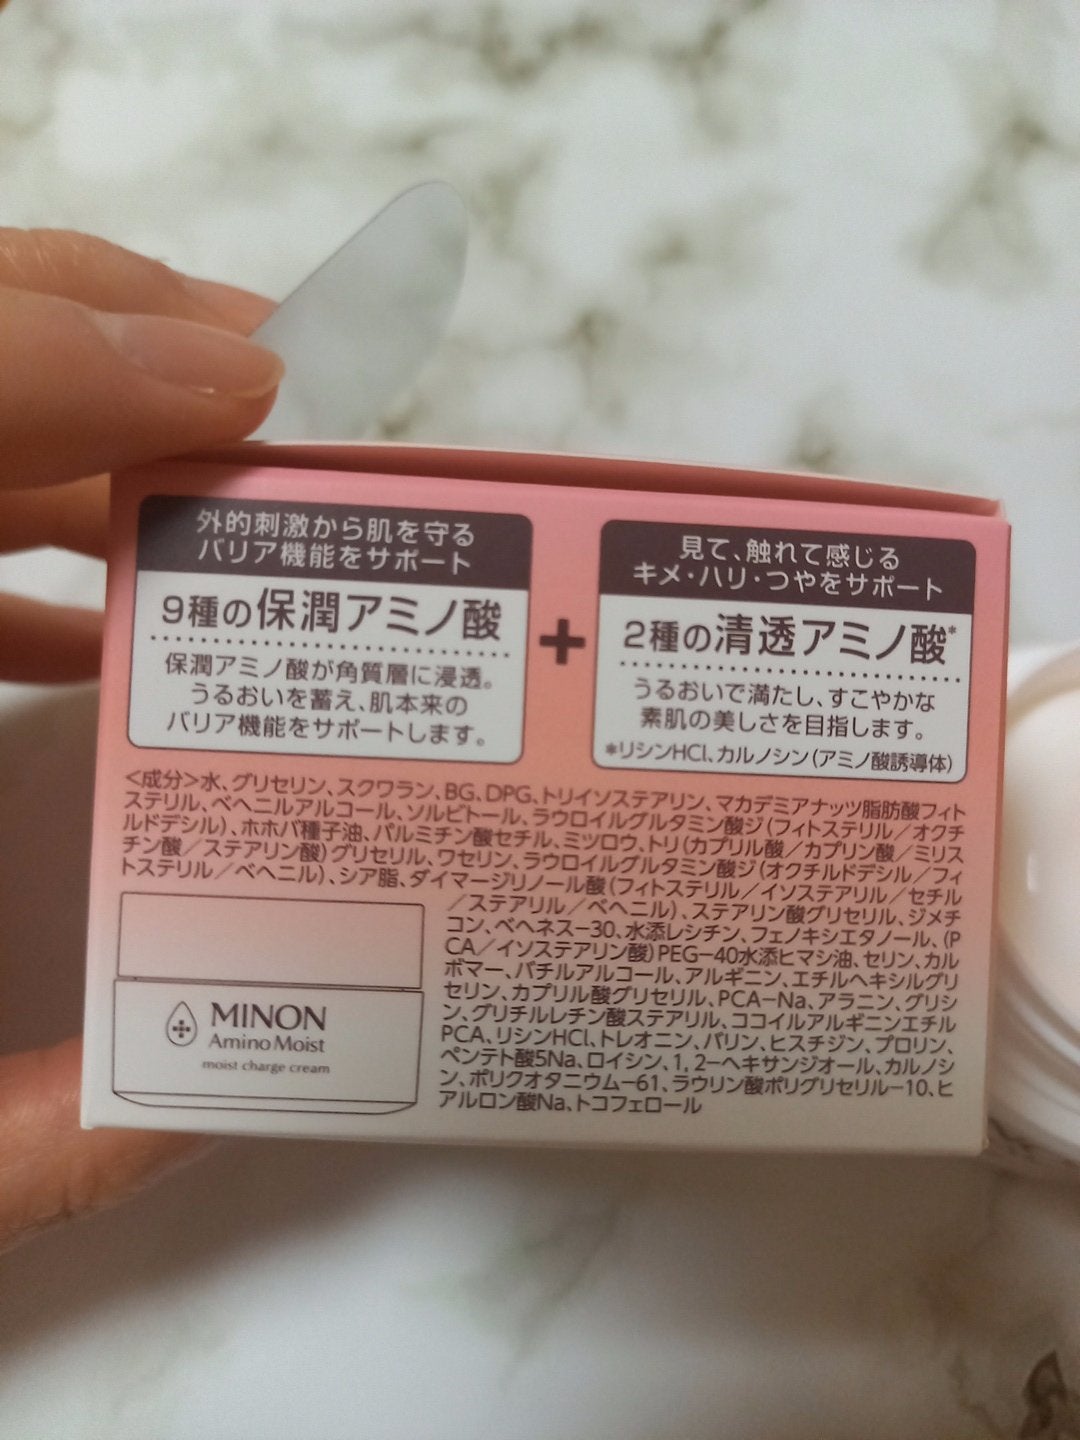 外的刺激から肌を守る
バリア機能をサポート
9種の保潤アミノ酸
保潤アミノ酸が角質層に浸透。
うるおいを蓄え、肌本来の
バリア機能をサポートします。
+
見て、触れて感じる
キメ・ハリ・つやをサポート
2種の清透アミノ酸*
うるおいで満たし、すこやかな
素肌の美しさを目指します。
*リシンHCl、カルノシン(アミノ酸誘導体)
<成分>水、グリセリン、スクワラン、BG、DPG、トリイソステアリン、マカデミアナッツ脂肪酸フィト
ステリル、ベヘニルアルコール、ソルビトール、ラウロイルグルタミン酸ジ(フィトステリル/オクチ
ルドデシル)、ホホバ種子油、パルミチン酸セチル、ミツロウ、トリ(カプリル酸/カプリン酸/ミリス
チン酸/ステアリン酸)グリセリル、ワセリン、ラウロイルグルタミン酸ジ(オクチルドデシル/フィ
トステリル/ベヘニル)、シア脂、ダイマージリノール酸(フィトステリル/イソステアリル/セチル
/ステアリル/ベヘニル)、ステアリン酸グリセリル、ジメチ
コン、ベヘネス-30、水添レシチン、フェノキシエタノール、(P
CA/イソステアリン酸)PEG-40水添ヒマシ油、セリン、カル
ボマー、バチルアルコール、アルギニン、エチルヘキシルグリ
セリン、カプリル酸グリセリル、PCA-Na、アラニン、グリシ
ン、グリチルレチン酸ステアリル、ココイルアルギニンエチル
PCA、リシンHCl、トレオニン、バリン、ヒスチジン、プロリン、
ペンテト酸5Na、ロイシン、1,2-ヘキサンジオール、カルノシ
ン、ポリクオタニウム-61、ラウリン酸ポリグリセリル-10、ヒ
アルロン酸Na、トコフェロール
MINON
Amino Moist
moist charge cream